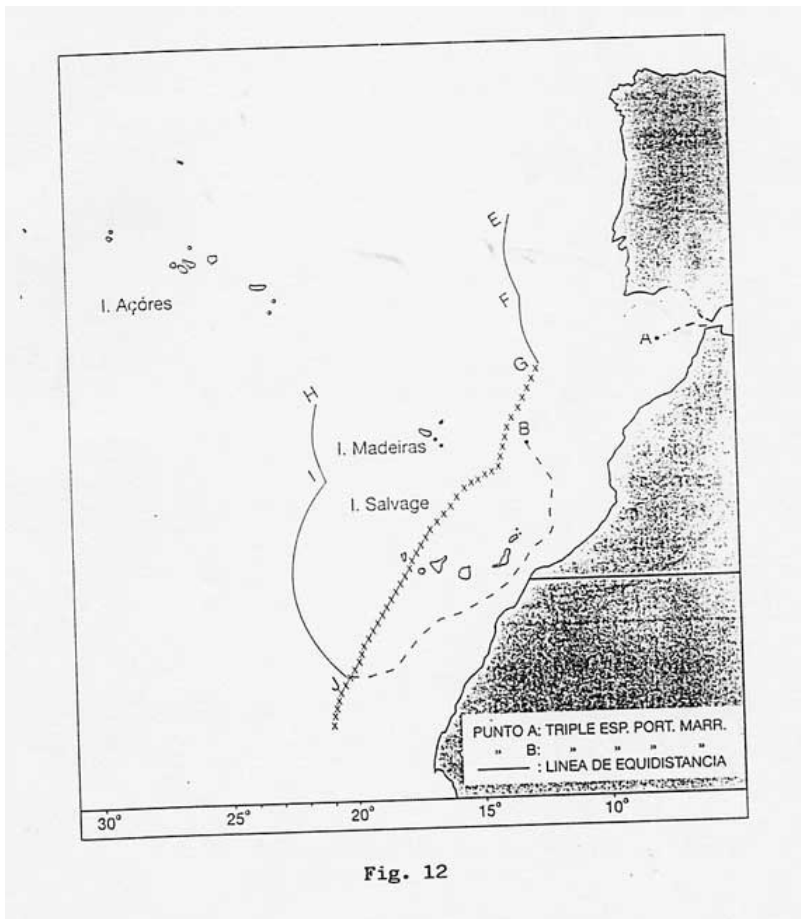 E
F
I. Açóres
A
G
H
B
I. Madeiras
I
I. Salvage
J
PUNTO A: TRIPLE ESP. PORT. MARR.
" B: " " " "
: LINEA DE EQUIDISTANCIA
30° 25° 20° 15° 10°
Fig. 12